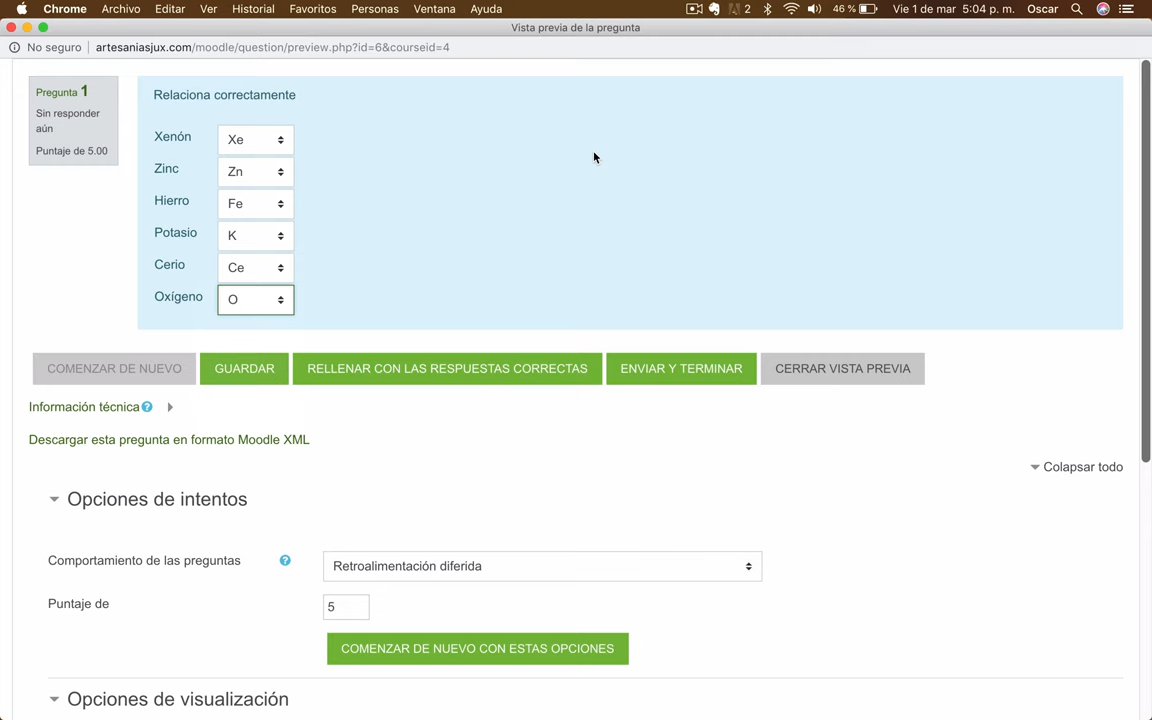 Chrome Archivo Editar Ver Historial Favoritos Personas Ventana Ayuda 2 46 % Vie 1 de mar 5:04 p. m. Oscar
Vista previa de la pregunta
No seguro artesaniasjux.com/moodle/question/preview.php?id=6&courseid=4
Pregunta 1
Sin responder
aún
Puntaje de 5.00
Relaciona correctamente
Xenón Xe
Zinc Zn
Hierro Fe
Potasio K
Cerio Ce
Oxígeno O
COMENZAR DE NUEVO GUARDAR RELLENAR CON LAS RESPUESTAS CORRECTAS ENVIAR Y TERMINAR CERRAR VISTA PREVIA
Información técnica ?
Descargar esta pregunta en formato Moodle XML
Colapsar todo
Opciones de intentos
Comportamiento de las preguntas ? Retroalimentación diferida
Puntaje de 5
COMENZAR DE NUEVO CON ESTAS OPCIONES
Opciones de visualización